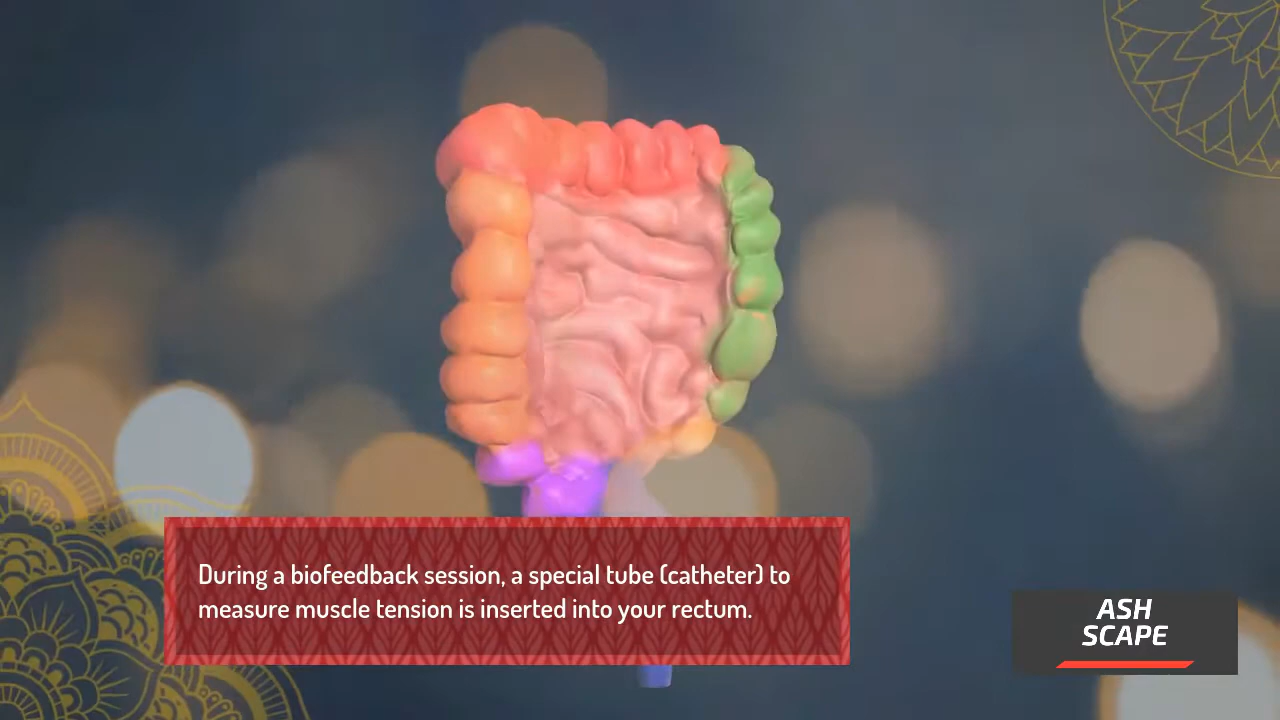 During a biofeedback session, a special tube (catheter) to
measure muscle tension is inserted into your rectum.
ASH
SCAPE